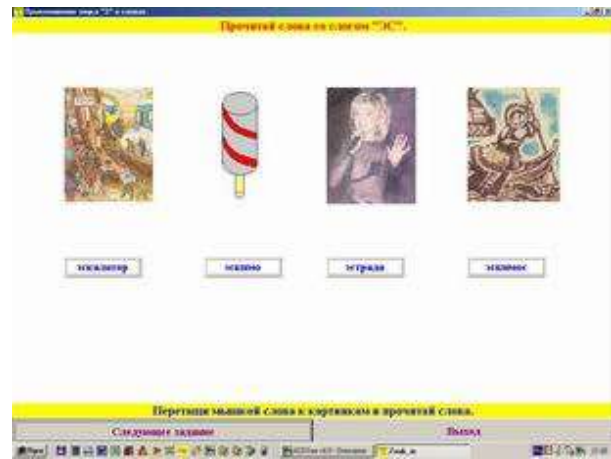 Прочитай слова со слогом "ЭС".
эскалатор
эскимо
эстрада
эскимос
Перетащи мышкой слова к картинкам и прочитай слова.
Следующее задание
Выход